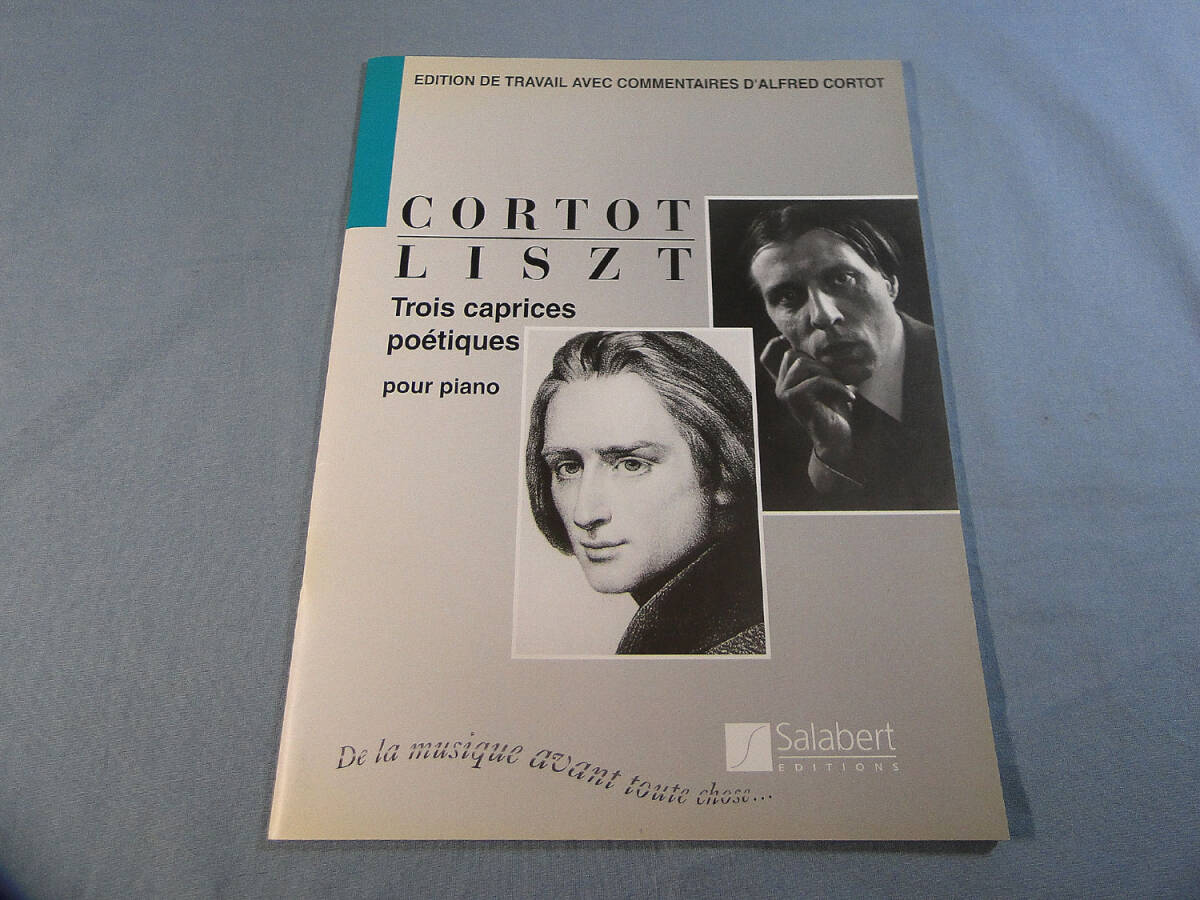 EDITION DE TRAVAIL AVEC COMMENTAIRES D'ALFRED CORTOT
CORTOT
LISZT
Trois caprices
poétiques
pour piano
De la musique avant toute chose...
Salabert
EDITIONS